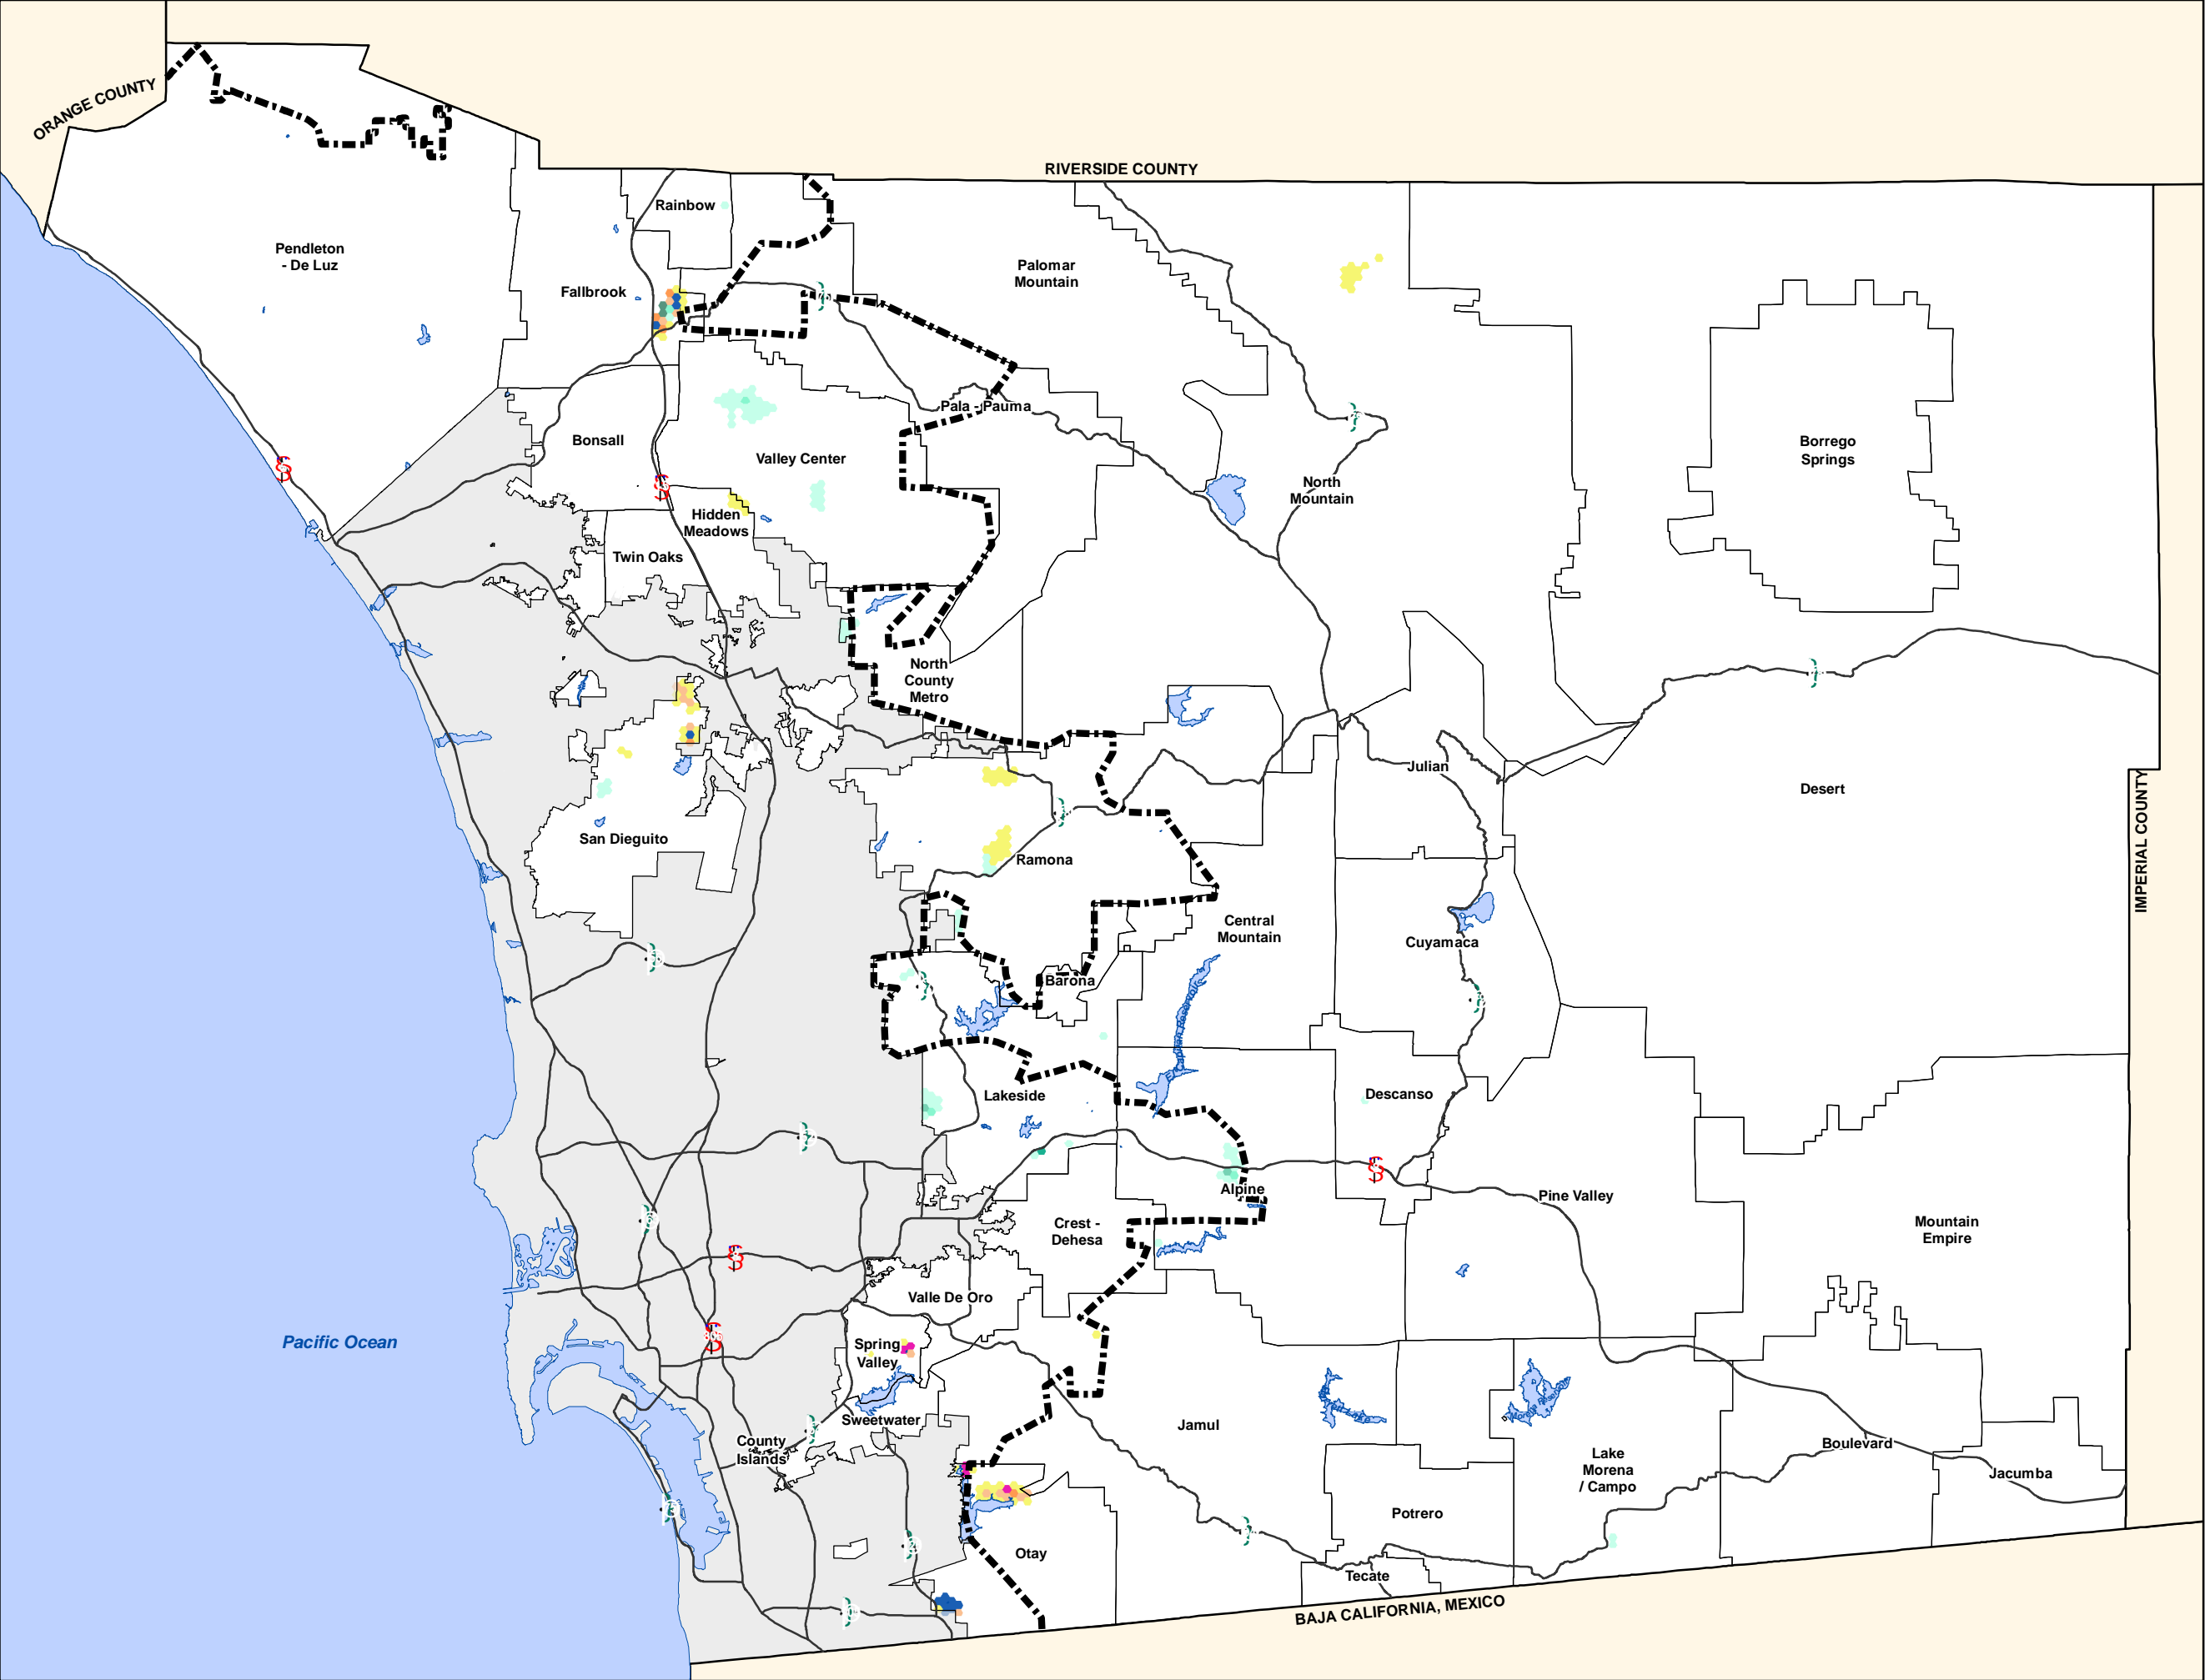 ORANGE COUNTY
RIVERSIDE COUNTY
Rainbow
Pendleton
- De Luz
Fallbrook
Palomar
Mountain
Pala - Pauma
Bonsall
Valley Center
Borrego
Springs
North
Mountain
Hidden
Meadows
Twin Oaks
North
County
Metro
Julian
Desert
IMPERIAL COUNTY
San Dieguito
Ramona
Central
Mountain
Cuyamaca
Barona
Lakeside
Descanso
Alpine
Pine Valley
Crest -
Dehesa
Mountain
Empire
Valle De Oro
Pacific Ocean
Spring
Valley
Sweetwater
Jamul
County
Islands
Lake
Morena
/ Campo
Boulevard
Jacumba
Potrero
Otay
Tecate
BAJA CALIFORNIA, MEXICO